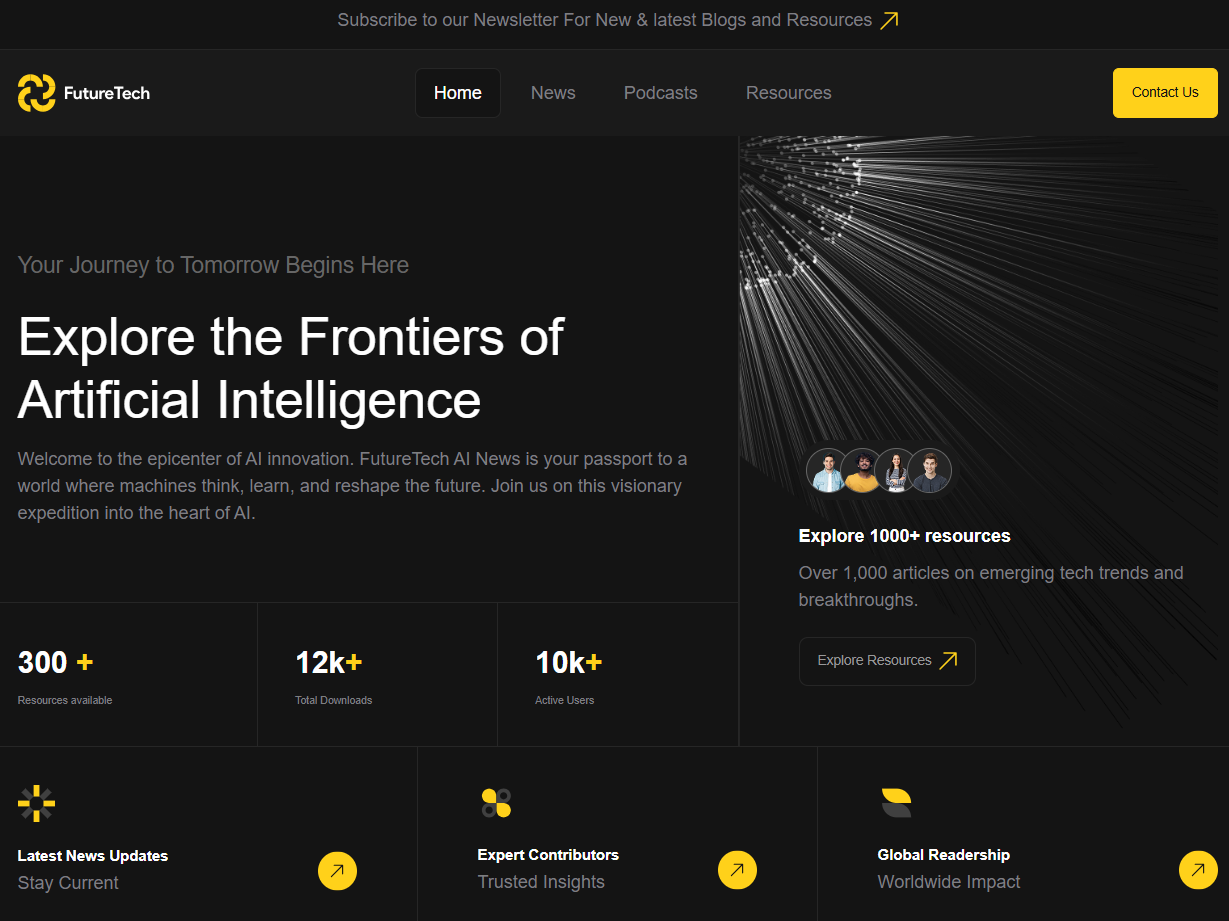 Subscribe to our Newsletter For New & latest Blogs and Resources
FutureTech
Home
News
Podcasts
Resources
Contact Us
Your Journey to Tomorrow Begins Here
Explore the Frontiers of
Artificial Intelligence
Welcome to the epicenter of AI innovation. FutureTech AI News is your passport to a
world where machines think, learn, and reshape the future. Join us on this visionary
expedition into the heart of AI.
Explore 1000+ resources
Over 1,000 articles on emerging tech trends and
breakthroughs.
Explore Resources
300 +
Resources available
12k+
Total Downloads
10k+
Active Users
Latest News Updates
Stay Current
Expert Contributors
Trusted Insights
Global Readership
Worldwide Impact